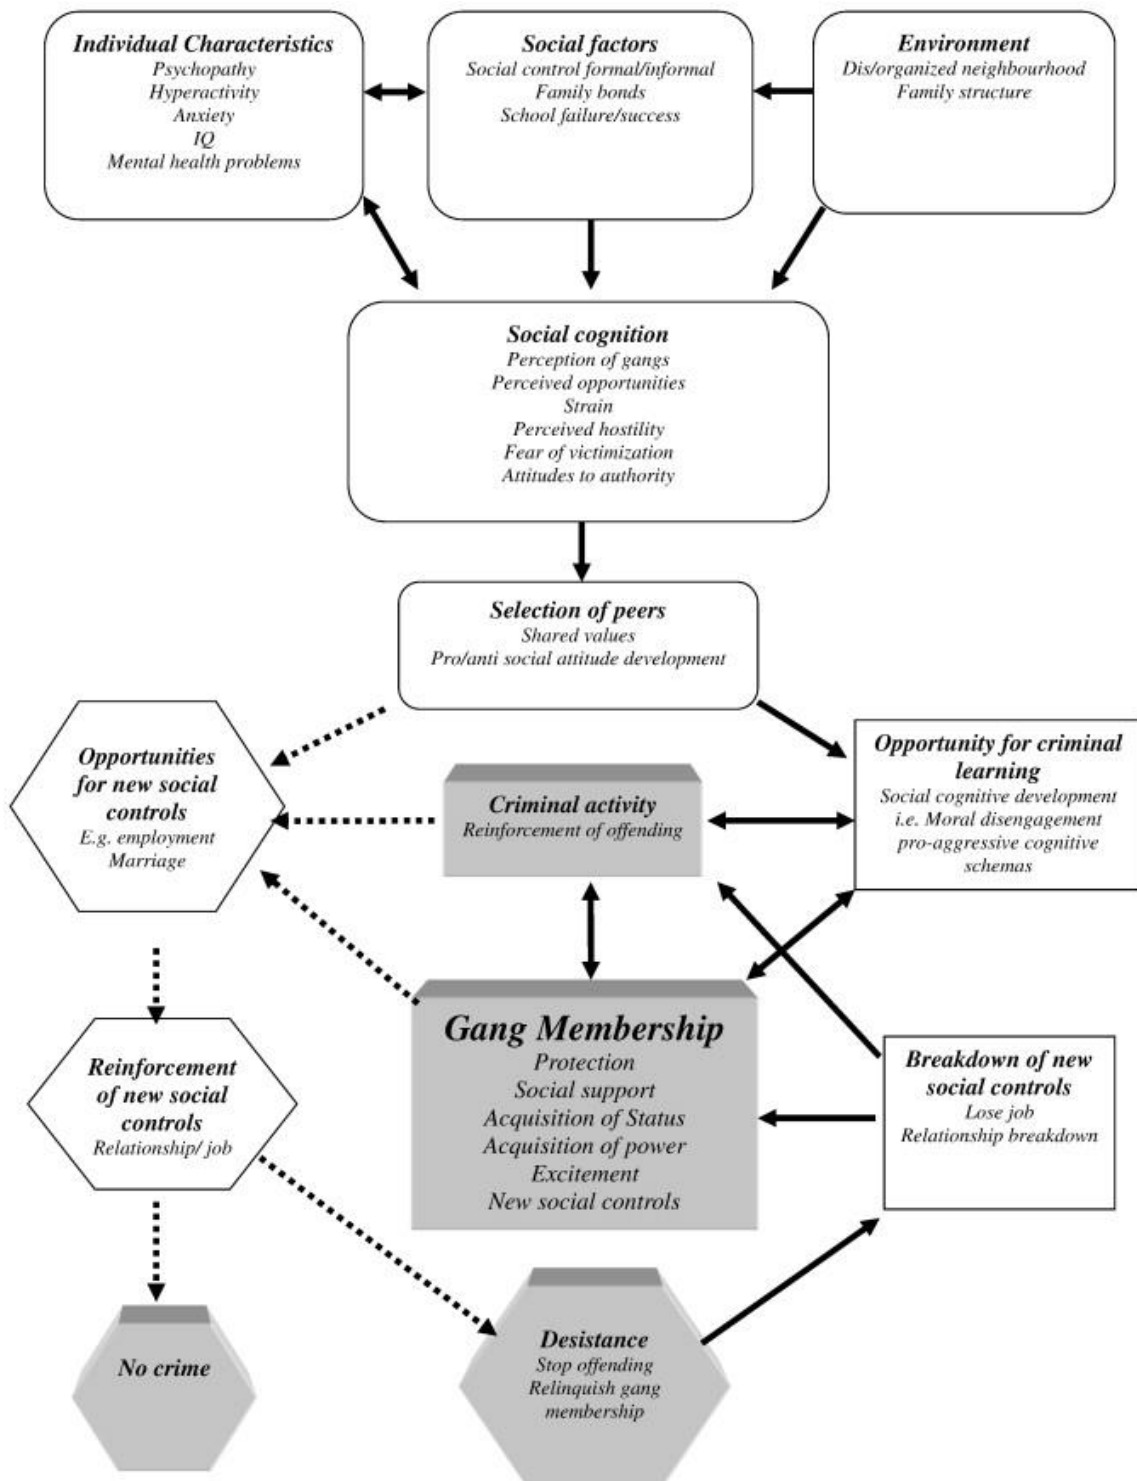 Individual Characteristics
Psychopathy
Hyperactivity
Anxiety
IQ
Mental health problems
Social factors
Social control formal/informal
Family bonds
School failure/success
Environment
Dis/organized neighbourhood
Family structure
Social cognition
Perception of gangs
Perceived opportunities
Strain
Perceived hostility
Fear of victimization
Attitudes to authority
Selection of peers
Shared values
Pro/anti social attitude development
Opportunities
for new social
controls
E.g. employment
Marriage
Criminal activity
Reinforcement of offending
Opportunity for criminal
learning
Social cognitive development
i.e. Moral disengagement
pro-aggressive cognitive
schemas
Gang Membership
Protection
Social support
Acquisition of Status
Acquisition of power
Excitement
New social controls
Reinforcement
of new social
controls
Relationship/ job
Breakdown of new
social controls
Lose job
Relationship breakdown
No crime
Desistance
Stop offending
Relinquish gang
membership